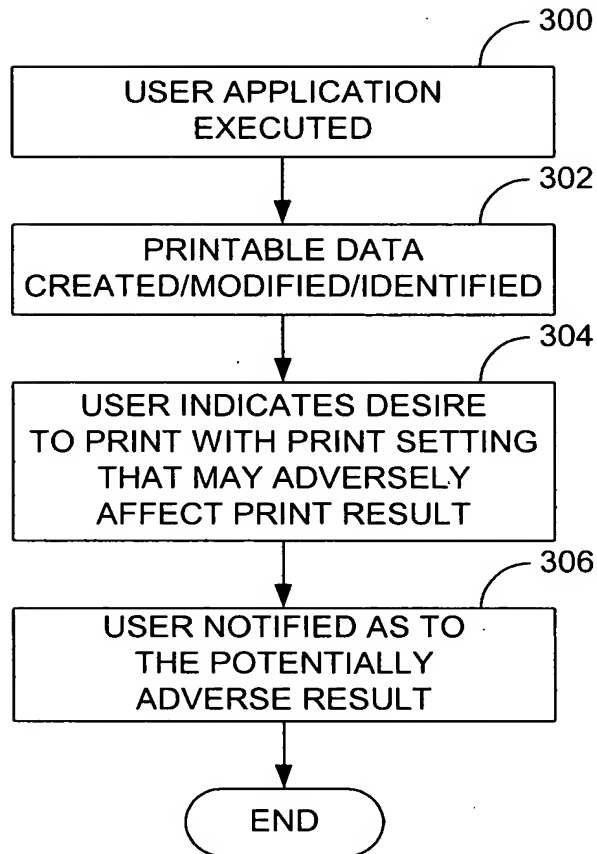 300
USER APPLICATION
EXECUTED
302
PRINTABLE DATA
CREATED/MODIFIED/IDENTIFIED
304
USER INDICATES DESIRE
TO PRINT WITH PRINT SETTING
THAT MAY ADVERSELY
AFFECT PRINT RESULT
306
USER NOTIFIED AS TO
THE POTENTIALLY
ADVERSE RESULT
END